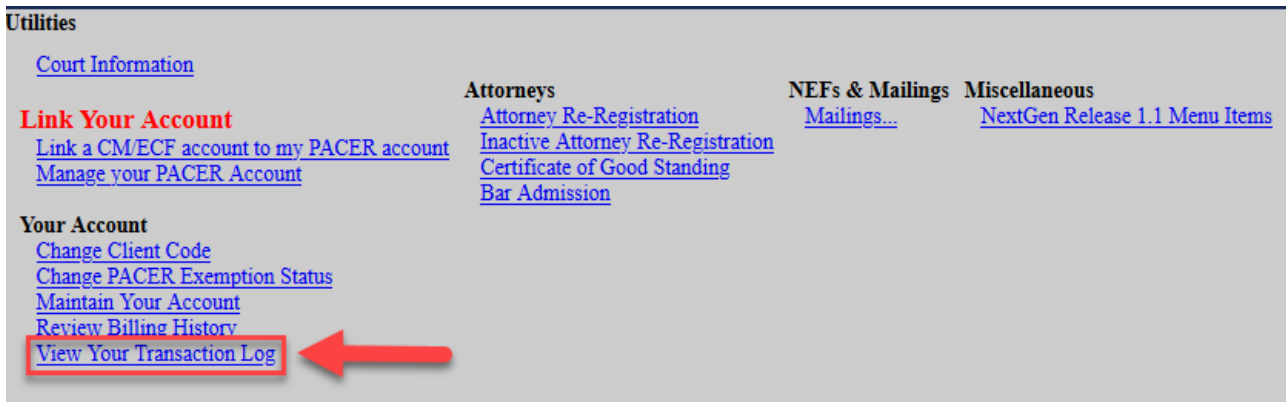 Utilities
Court Information
Link Your Account
Link a CM/ECF account to my PACER account
Manage your PACER Account
Your Account
Change Client Code
Change PACER Exemption Status
Maintain Your Account
Review Billing History
View Your Transaction Log
Attorneys
Attorney Re-Registration
Inactive Attorney Re-Registration
Certificate of Good Standing
Bar Admission
NEFs & Mailings
Mailings...
Miscellaneous
NextGen Release 1.1 Menu Items